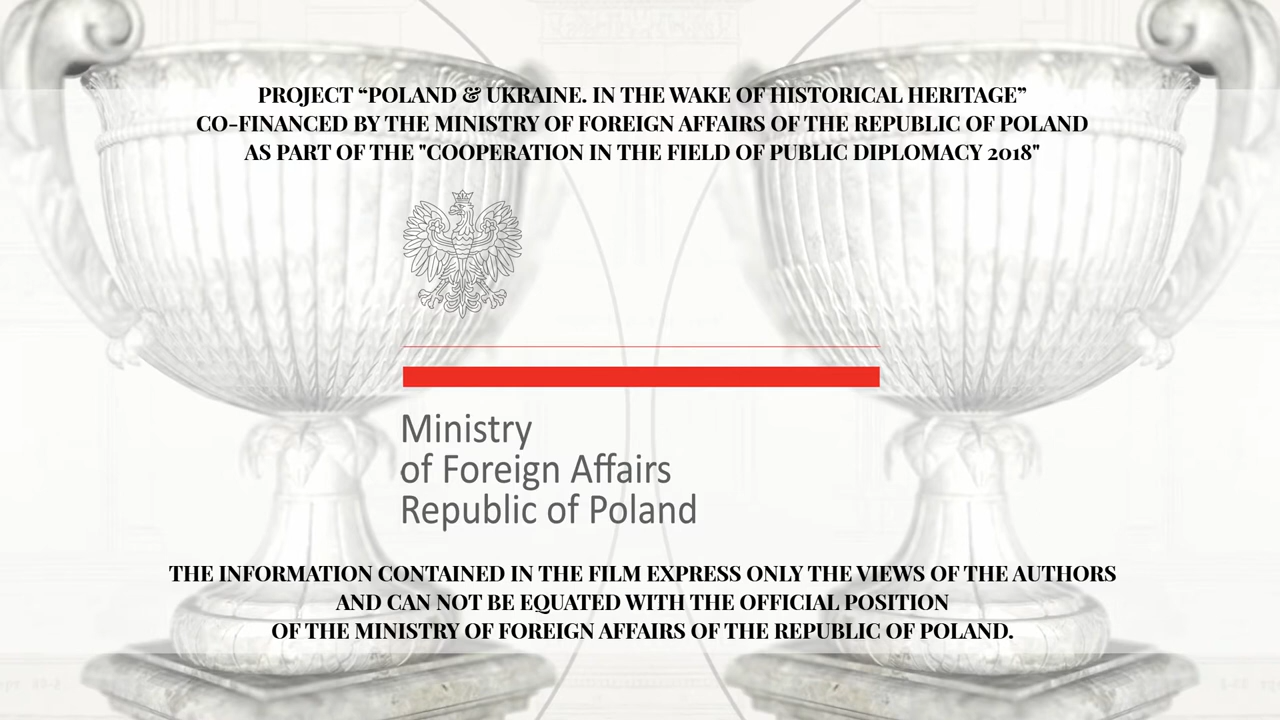 PROJECT “POLAND & UKRAINE. IN THE WAKE OF HISTORICAL HERITAGE”
CO-FINANCED BY THE MINISTRY OF FOREIGN AFFAIRS OF THE REPUBLIC OF POLAND
AS PART OF THE "COOPERATION IN THE FIELD OF PUBLIC DIPLOMACY 2018"
Ministry
of Foreign Affairs
Republic of Poland
THE INFORMATION CONTAINED IN THE FILM EXPRESS ONLY THE VIEWS OF THE AUTHORS
AND CAN NOT BE EQUATED WITH THE OFFICIAL POSITION
OF THE MINISTRY OF FOREIGN AFFAIRS OF THE REPUBLIC OF POLAND.